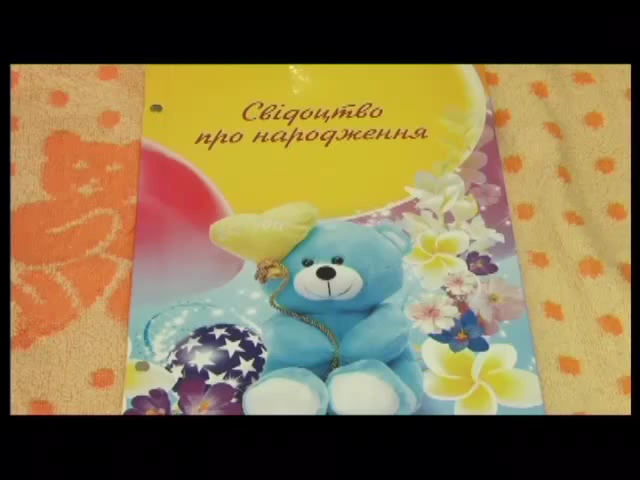 Свідоцтво
про народження